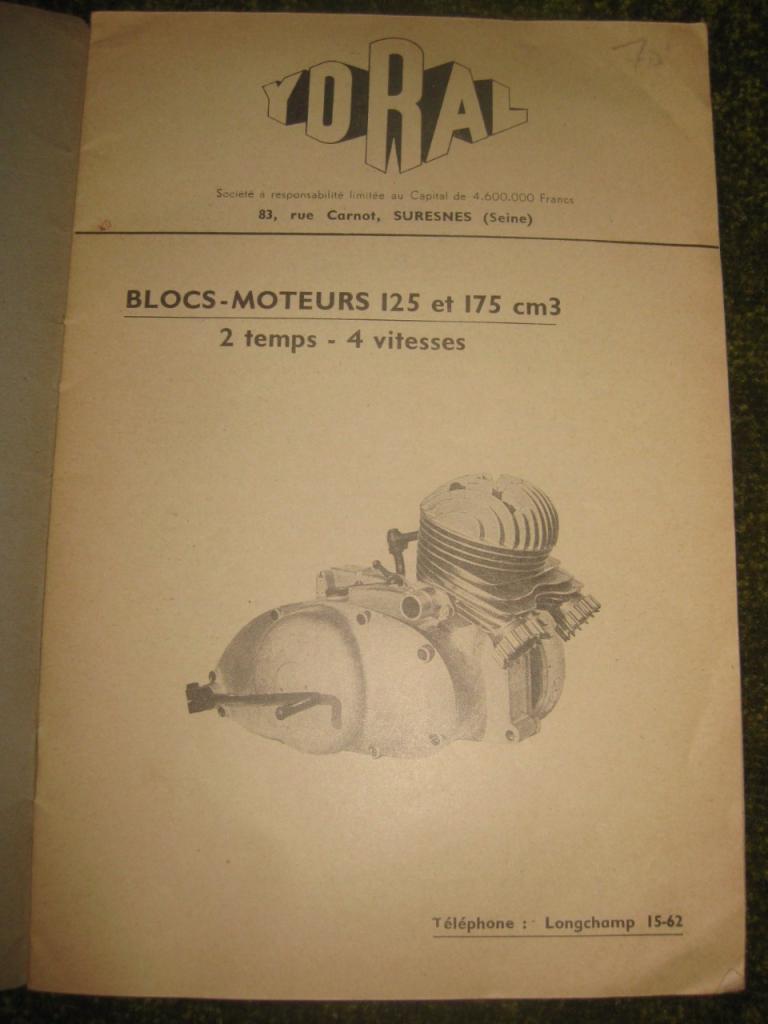 YDRAL
Société à responsabilité limitée au Capital de 4.600.000 Francs
83, rue Carnot, SURESNES (Seine)
BLOCS-MOTEURS 125 et 175 cm3
2 temps - 4 vitesses
Téléphone : Longchamp 15-62